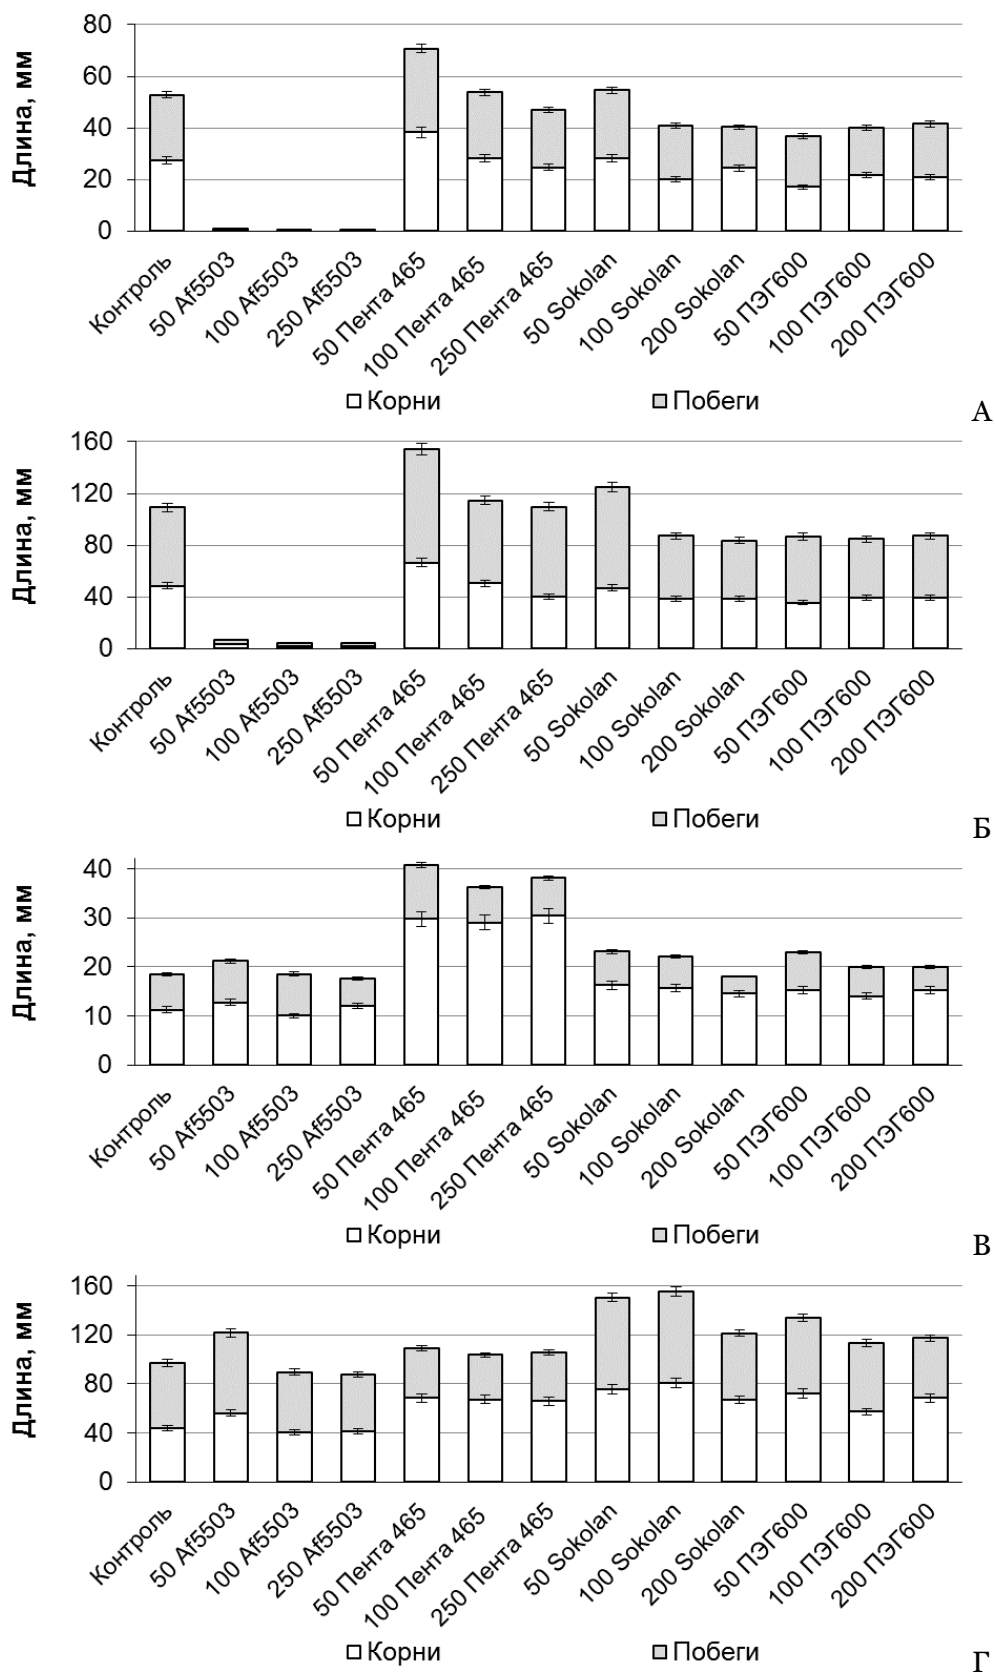 Длина, мм
80
60
40
20
0
Контроль
50 Af5503
100 Af5503
250 Af5503
50 Пента 465
100 Пента 465
250 Пента 465
50 Sokolan
100 Sokolan
200 Sokolan
50 ПЭГ600
100 ПЭГ600
200 ПЭГ600
Корни Побеги
А
Длина, мм
160
120
80
40
0
Контроль
50 Af5503
100 Af5503
250 Af5503
50 Пента 465
100 Пента 465
250 Пента 465
50 Sokolan
100 Sokolan
200 Sokolan
50 ПЭГ600
100 ПЭГ600
200 ПЭГ600
Корни Побеги
Б
Длина, мм
40
30
20
10
0
Контроль
50 Af5503
100 Af5503
250 Af5503
50 Пента 465
100 Пента 465
250 Пента 465
50 Sokolan
100 Sokolan
200 Sokolan
50 ПЭГ600
100 ПЭГ600
200 ПЭГ600
Корни Побеги
В
Длина, мм
160
120
80
40
0
Контроль
50 Af5503
100 Af5503
250 Af5503
50 Пента 465
100 Пента 465
250 Пента 465
50 Sokolan
100 Sokolan
200 Sokolan
50 ПЭГ600
100 ПЭГ600
200 ПЭГ600
Корни Побеги
Г